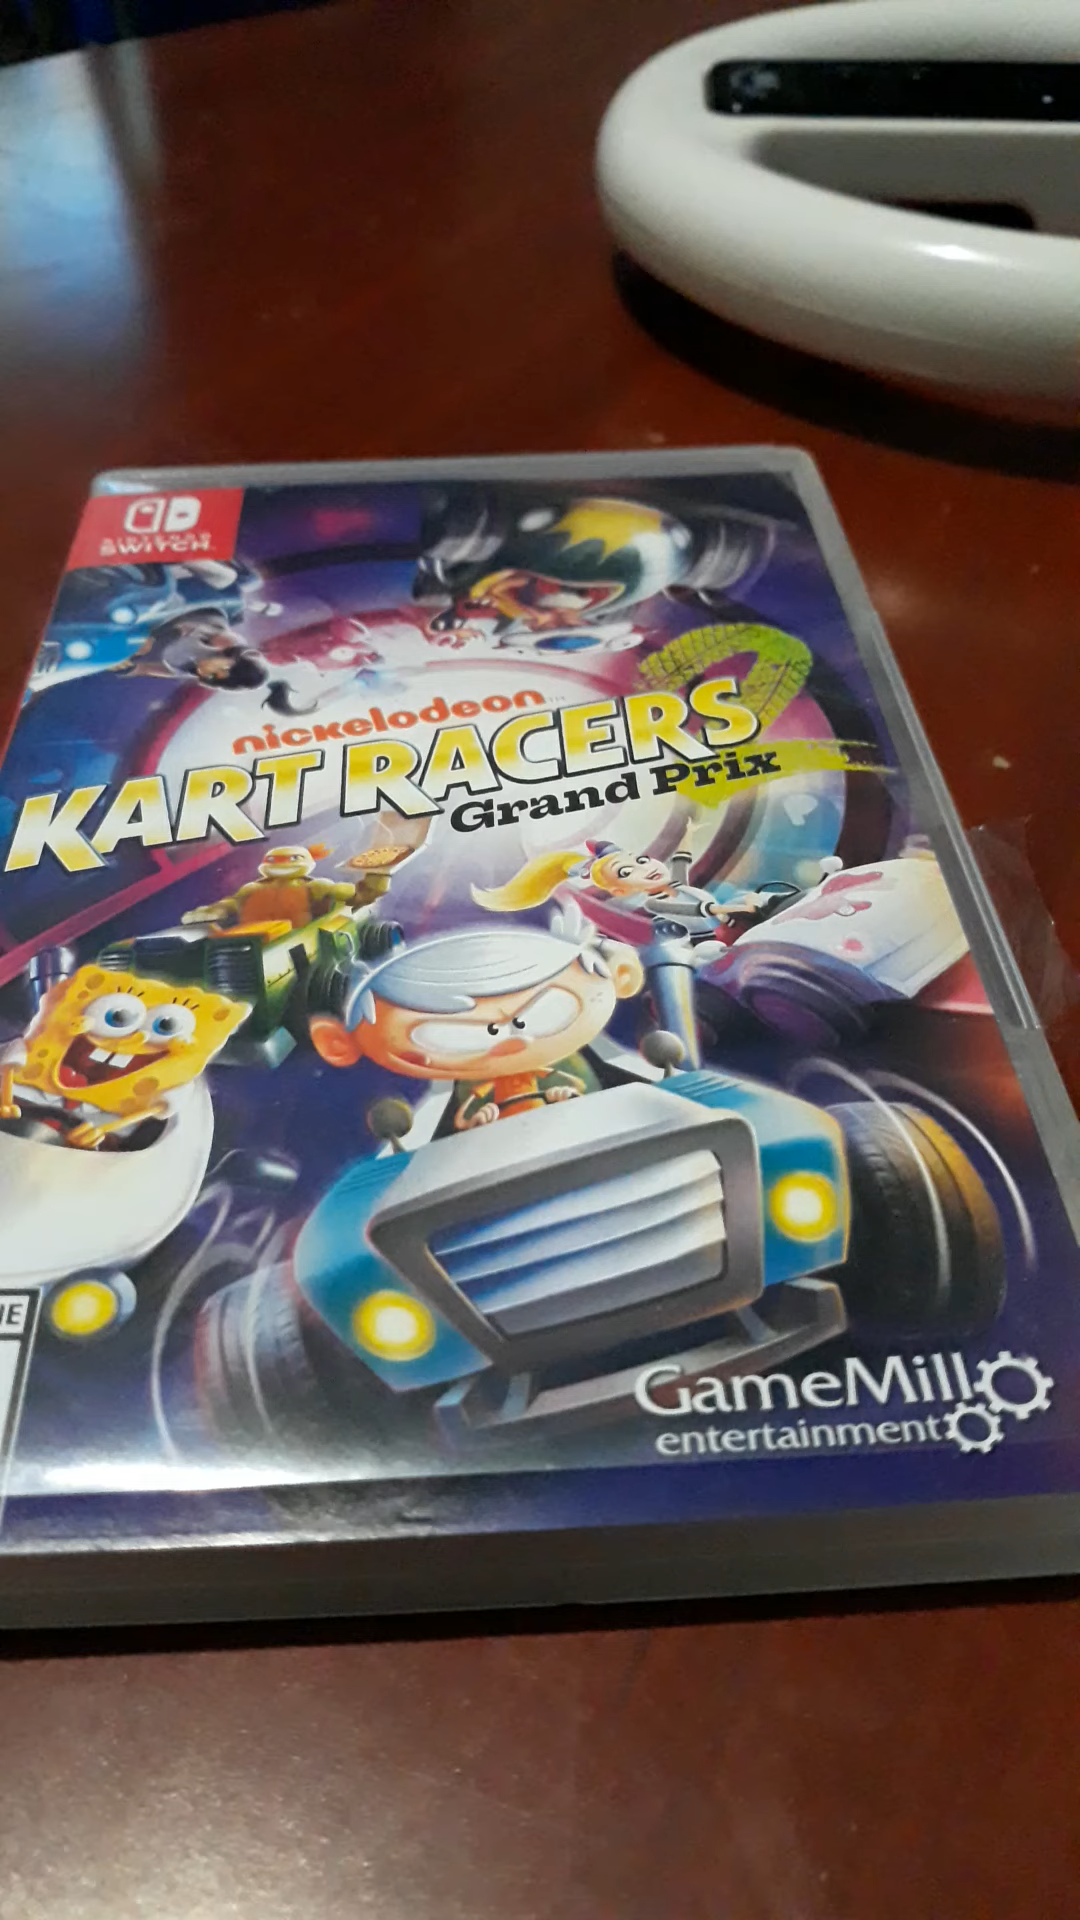 NINTENDO
SWITCH
nickelodeon
KART RACERS 2
Grand Prix
GameMill
entertainment